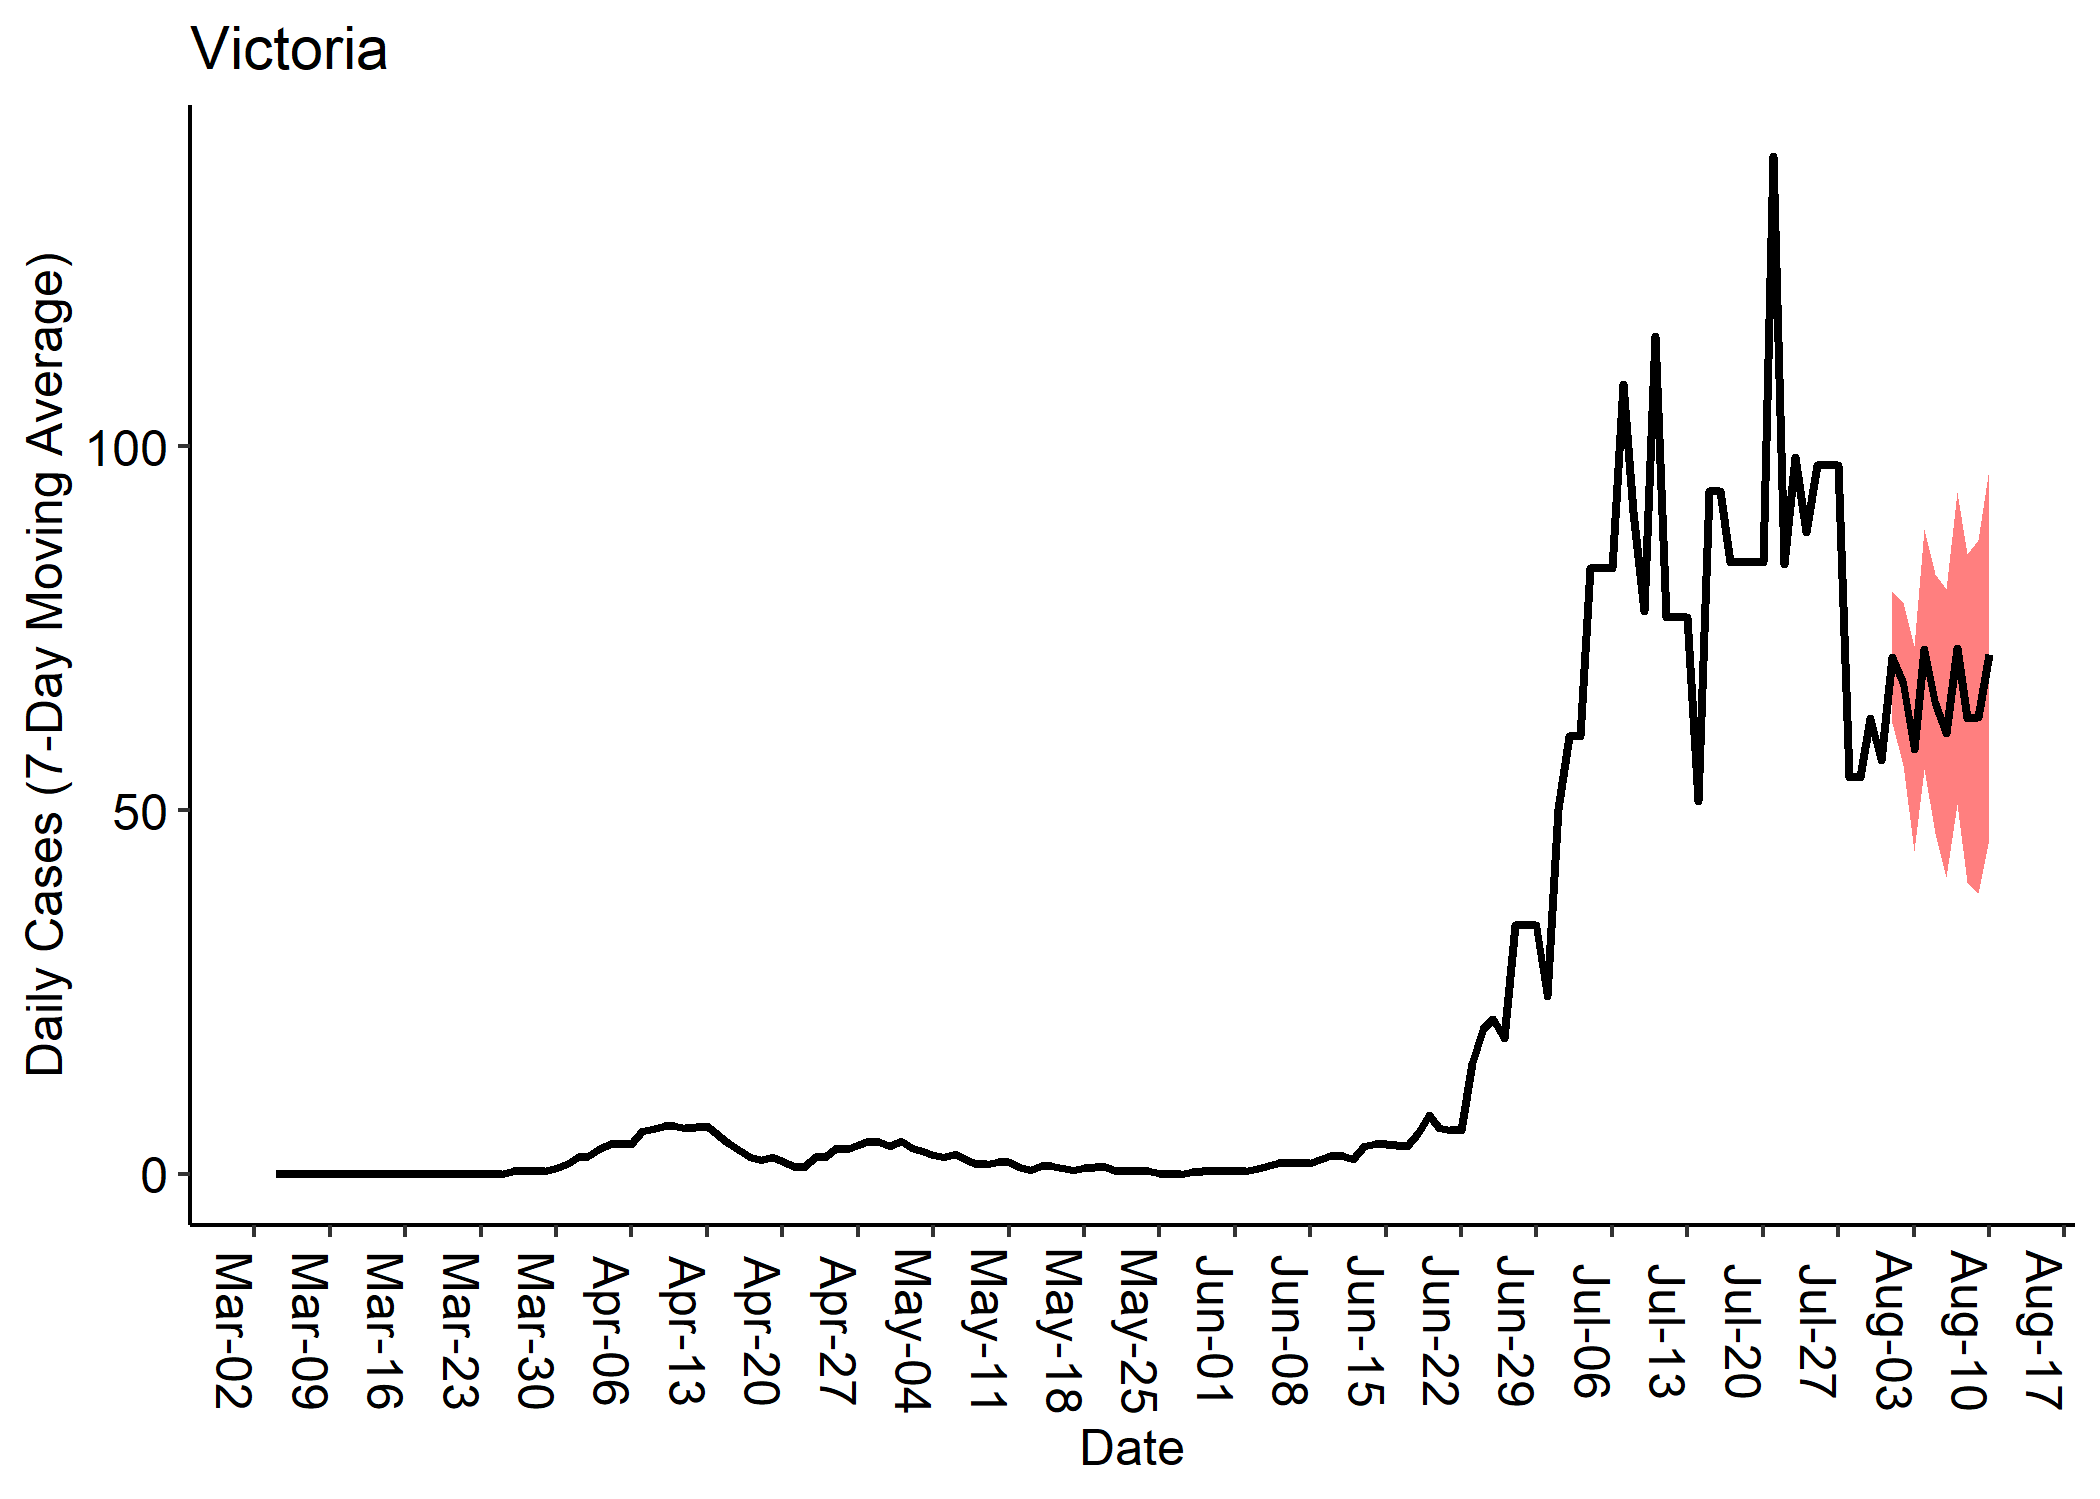 Victoria
Daily Cases (7-Day Moving Average)
100
50
0
Mar-02
Mar-09
Mar-16
Mar-23
Mar-30
Apr-06
Apr-13
Apr-20
Apr-27
May-04
May-11
May-18
May-25
Jun-01
Jun-08
Jun-15
Jun-22
Jun-29
Jul-06
Jul-13
Jul-20
Jul-27
Aug-03
Aug-10
Aug-17
Date